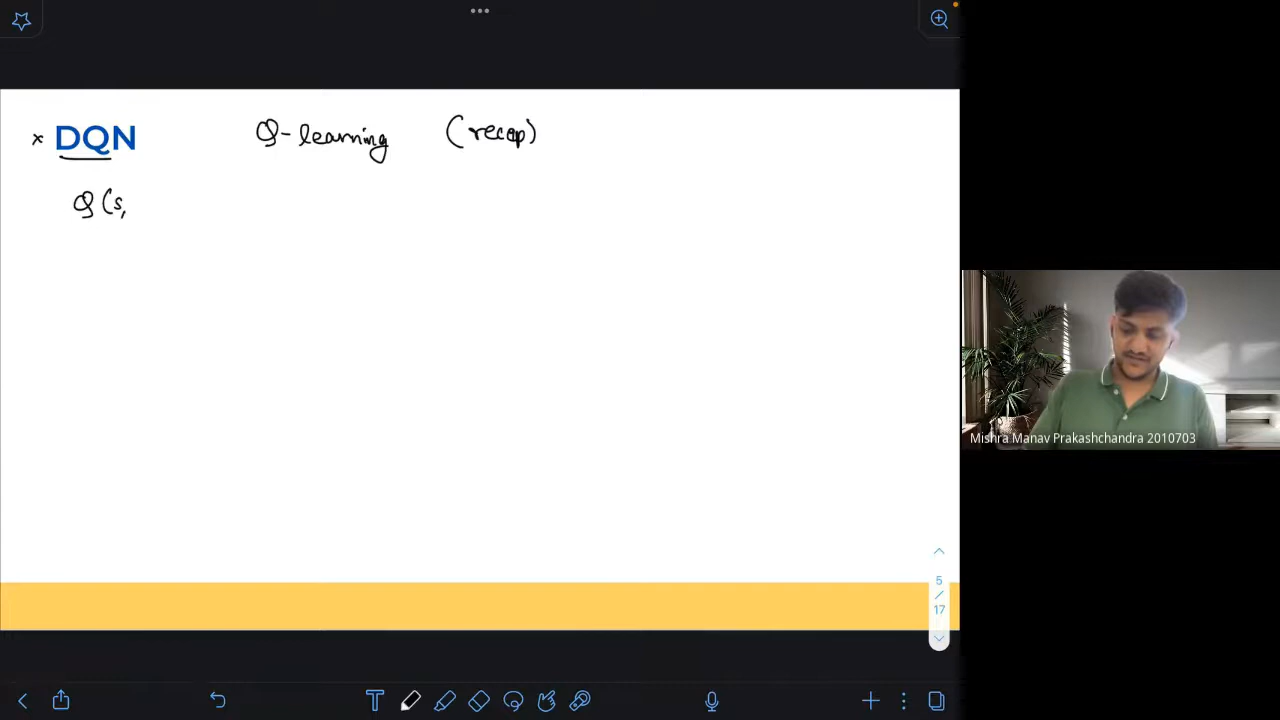 × DQN Q-learning (recap)
Q(s,
5
/
17
T
Mishra Manav Prakashchandra 2010703